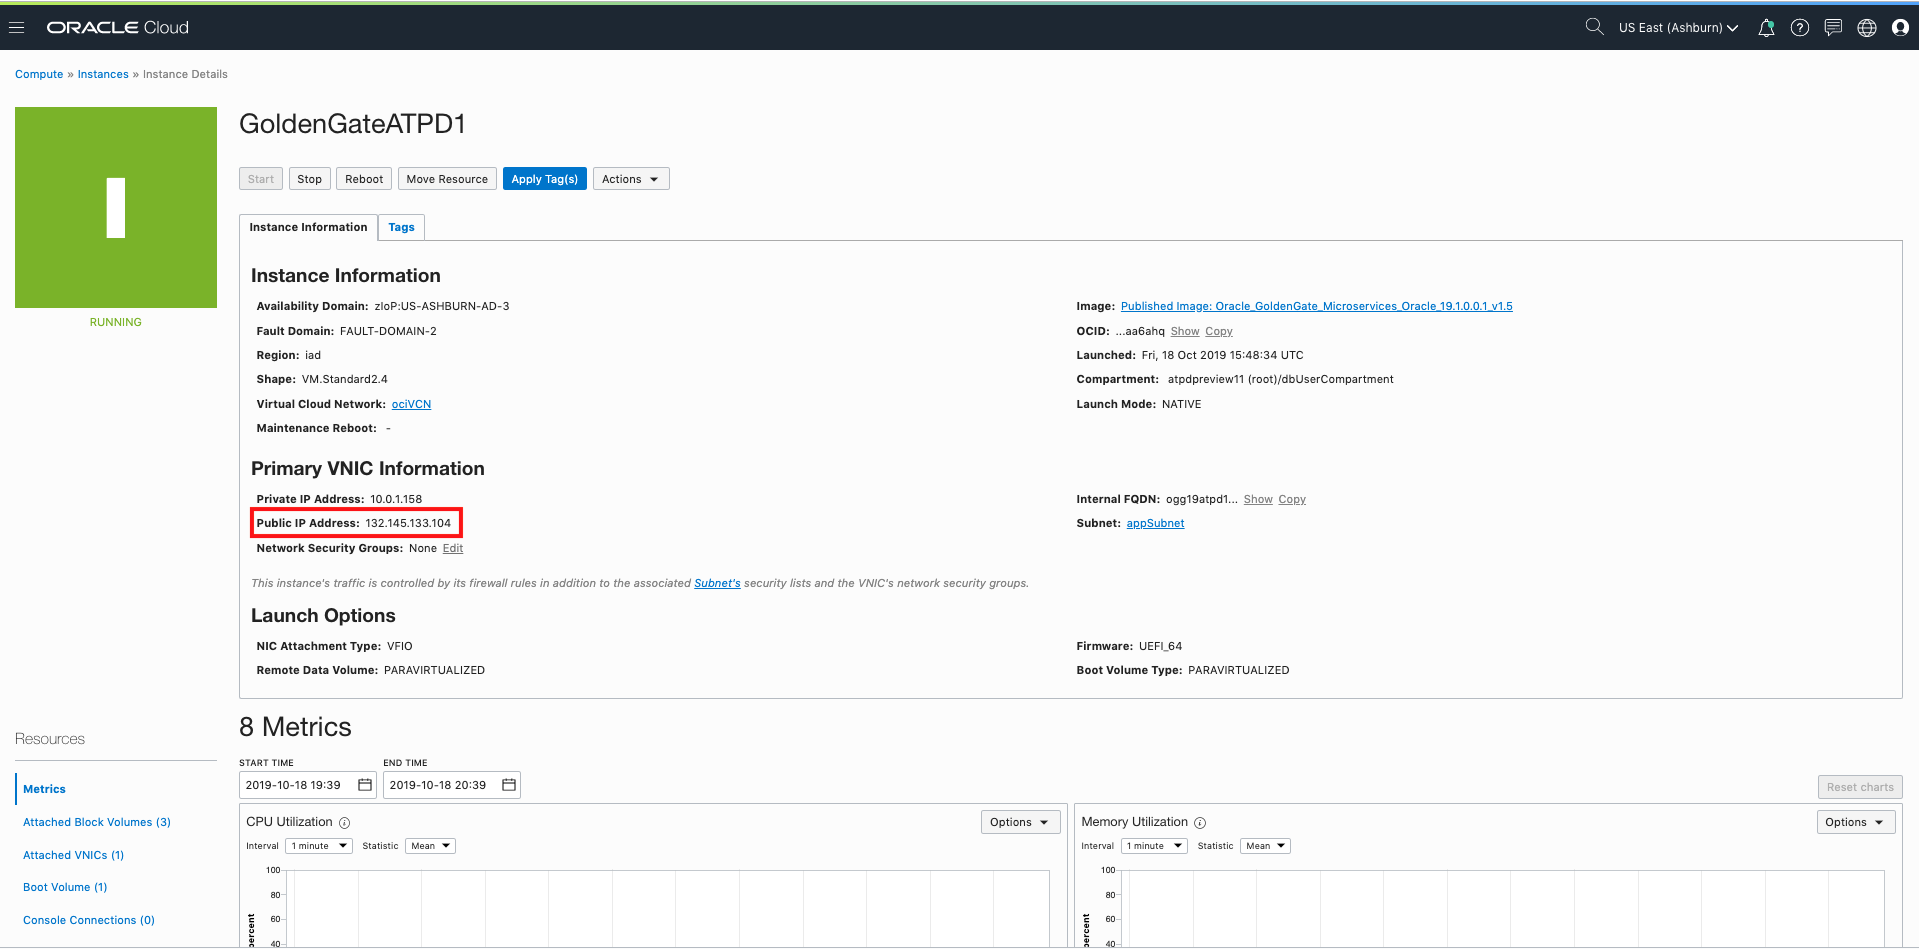 ORACLE Cloud
US East (Ashburn)
Compute » Instances » Instance Details
I
RUNNING
GoldenGateATPD1
Start Stop Reboot Move Resource Apply Tag(s) Actions
Instance Information Tags
Instance Information
Availability Domain: zIoP:US-ASHBURN-AD-3
Fault Domain: FAULT-DOMAIN-2
Region: iad
Shape: VM.Standard2.4
Virtual Cloud Network: ociVCN
Maintenance Reboot: -
Image: Published Image: Oracle_GoldenGate_Microservices_Oracle_19.1.0.0.1_v1.5
OCID: ...aa6ahq Show Copy
Launched: Fri, 18 Oct 2019 15:48:34 UTC
Compartment: atpdpreview11 (root)/dbUserCompartment
Launch Mode: NATIVE
Primary VNIC Information
Private IP Address: 10.0.1.158
Public IP Address: 132.145.133.104
Network Security Groups: None Edit
Internal FQDN: ogg19atpd1... Show Copy
Subnet: appSubnet
This instance's traffic is controlled by its firewall rules in addition to the associated Subnet's security lists and the VNIC's network security groups.
Launch Options
NIC Attachment Type: VFIO
Remote Data Volume: PARAVIRTUALIZED
Firmware: UEFI_64
Boot Volume Type: PARAVIRTUALIZED
Resources
Metrics
Attached Block Volumes (3)
Attached VNICs (1)
Boot Volume (1)
Console Connections (0)
8 Metrics
START TIME END TIME
2019-10-18 19:39 2019-10-18 20:39
Reset charts
CPU Utilization Options
Interval 1 minute Statistic Mean
100
80
60
40
percent
Memory Utilization Options
Interval 1 minute Statistic Mean
100
80
60
40
percent